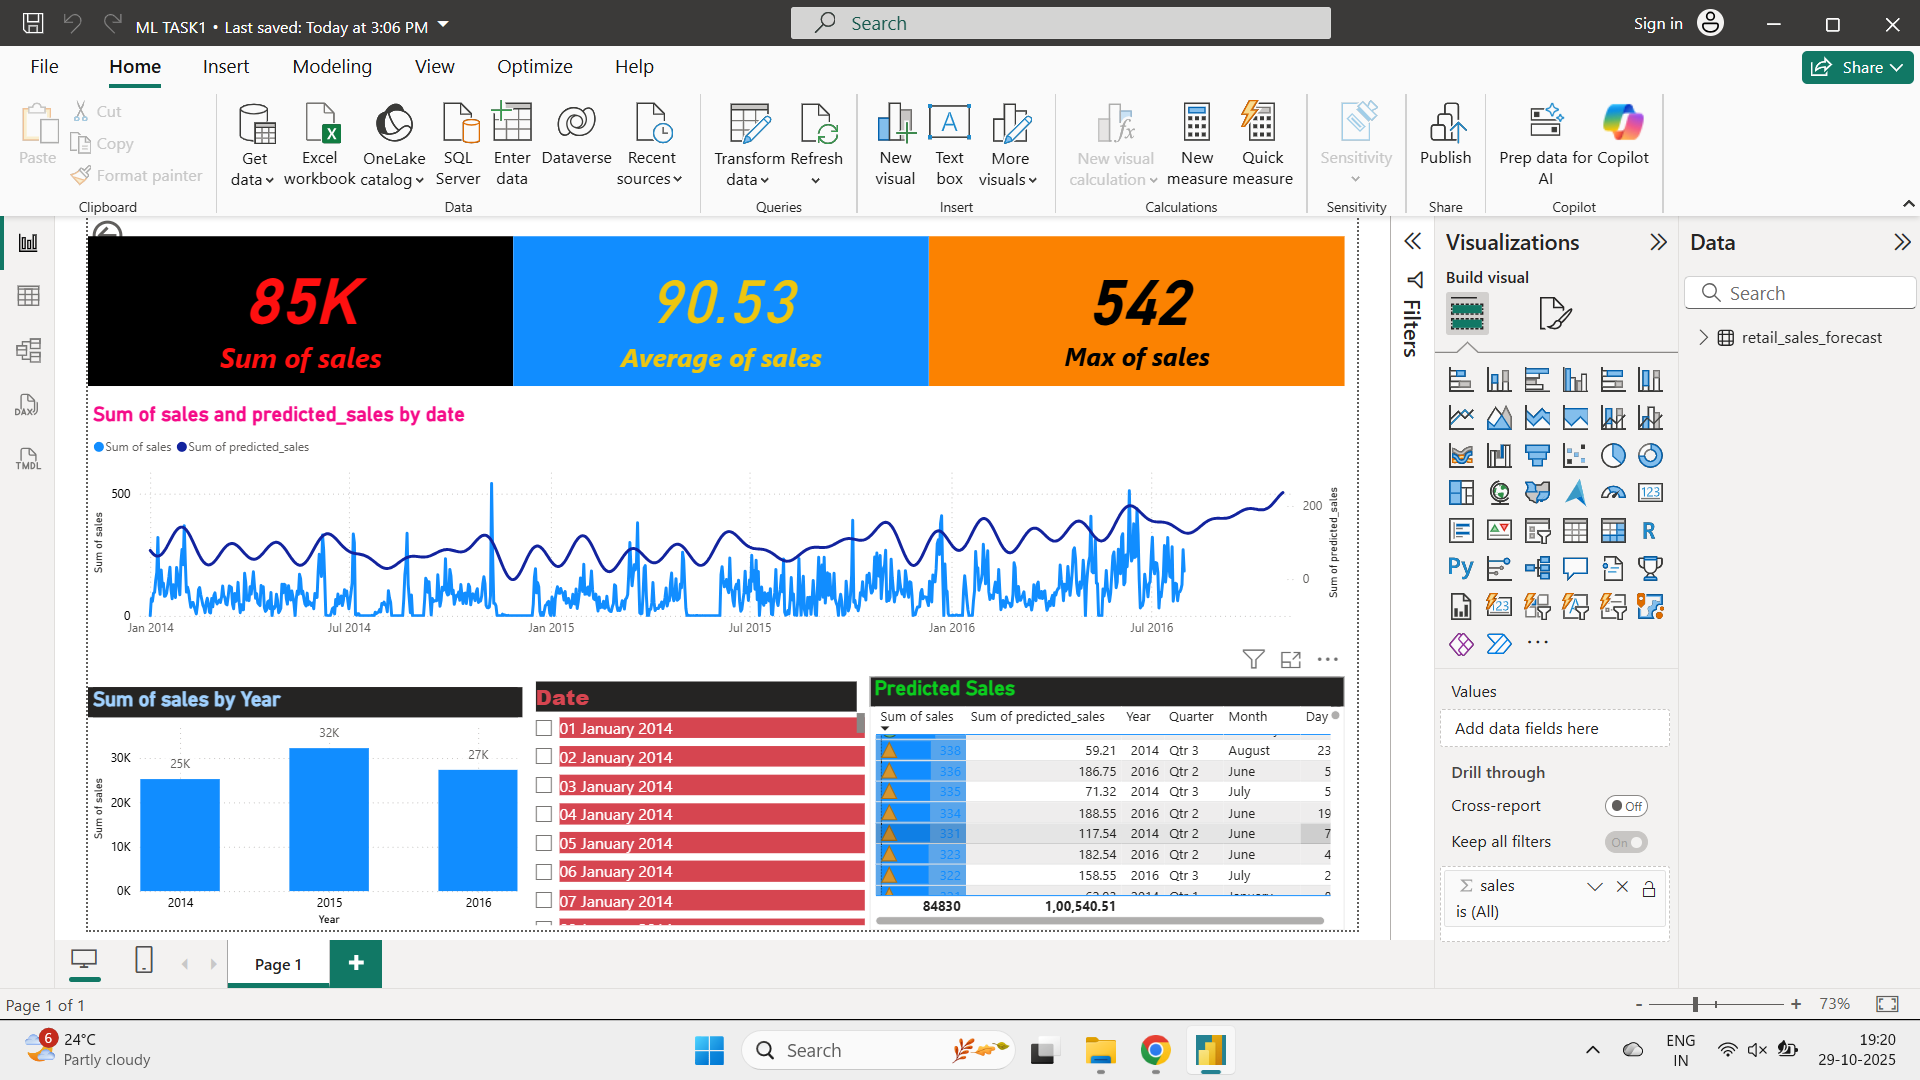 ML TASK1 • Last saved: Today at 3:06 PM
Search
Sign in
File Home Insert Modeling View Optimize Help
Share
Paste
Cut
Copy
Format painter
Clipboard
Get data
Excel workbook
OneLake catalog
SQL Server
Enter data
Dataverse
Recent sources
Data
Transform data
Refresh
Queries
New visual
Text box
More visuals
Insert
New visual calculation
New measure
Quick measure
Calculations
Sensitivity
Sensitivity
Publish
Share
Prep data for AI
Copilot
Copilot
DAX
TMDL
85K
Sum of sales
90.53
Average of sales
542
Max of sales
Sum of sales and predicted_sales by date
Sum of sales Sum of predicted_sales
Sum of sales
500
0
200
0
Sum of predicted_sales
Jan 2014 Jul 2014 Jan 2015 Jul 2015 Jan 2016 Jul 2016
Sum of sales by Year
Sum of sales
30K
20K
10K
0K
25K
32K
27K
2014 2015 2016
Year
Date
01 January 2014
02 January 2014
03 January 2014
04 January 2014
05 January 2014
06 January 2014
07 January 2014
Predicted Sales
Sum of sales Sum of predicted_sales Year Quarter Month Day
338 59.21 2014 Qtr 3 August 23
336 186.75 2016 Qtr 2 June 5
335 71.32 2014 Qtr 3 July 5
334 188.55 2016 Qtr 2 June 19
331 117.54 2014 Qtr 2 June 7
323 182.54 2016 Qtr 2 June 4
322 158.55 2016 Qtr 3 July 2
84830 1,00,540.51
Filters
Visualizations
Build visual
123
R
Py
123
Values
Add data fields here
Drill through
Cross-report Off
Keep all filters On
sales
is (All)
Data
Search
retail_sales_forecast
Page 1
Page 1 of 1
- + 73%
6
24°C
Partly cloudy
Search
ENG
IN
19:20
29-10-2025